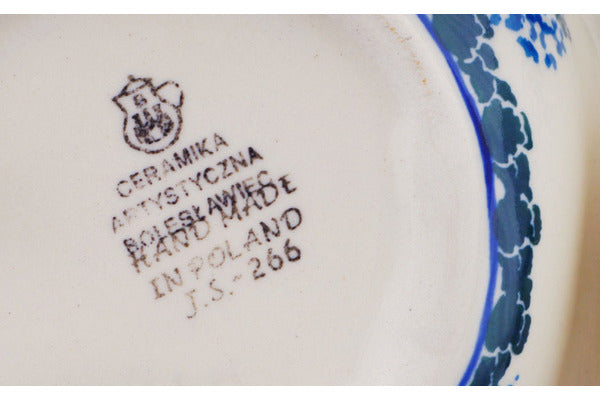 CERAMIKA
ARTYSTYCZNA
BOLESŁAWIEC
HAND MADE
IN POLAND
J.S.-266